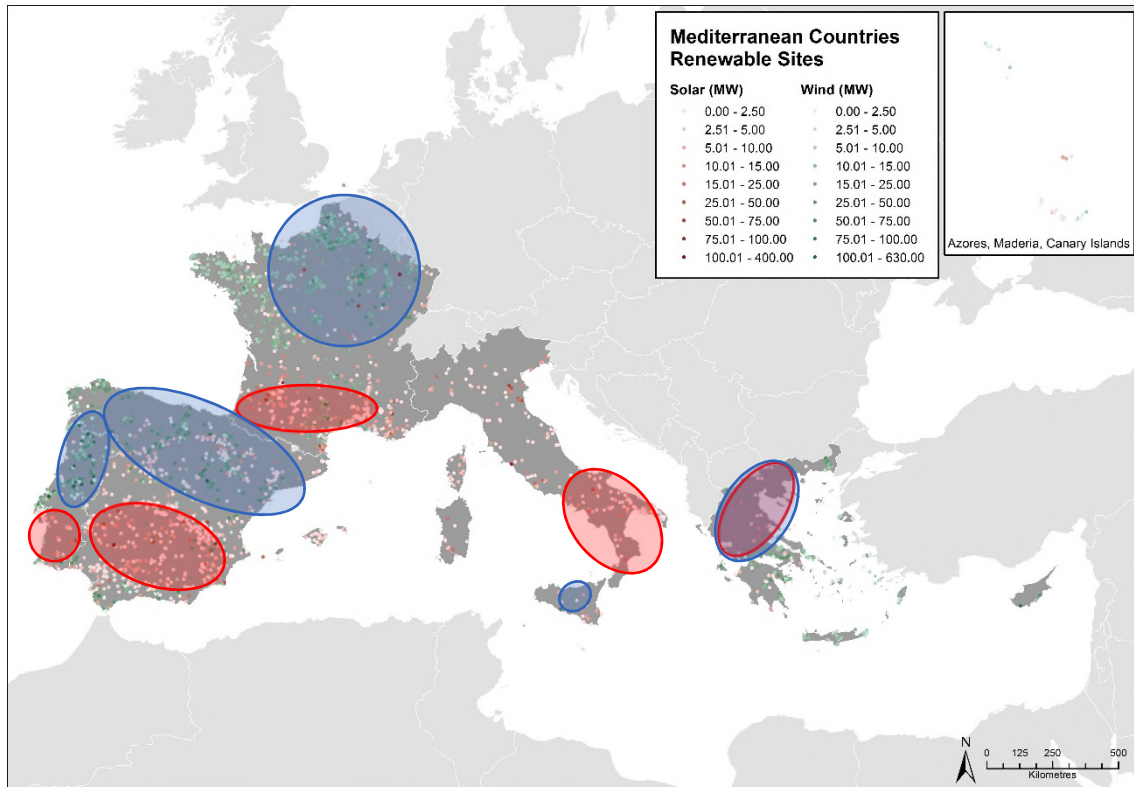 Mediterranean Countries
Renewable Sites
Solar (MW) Wind (MW)
0.00 - 2.50 0.00 - 2.50
2.51 - 5.00 2.51 - 5.00
5.01 - 10.00 5.01 - 10.00
10.01 - 15.00 10.01 - 15.00
15.01 - 25.00 15.01 - 25.00
25.01 - 50.00 25.01 - 50.00
50.01 - 75.00 50.01 - 75.00
75.01 - 100.00 75.01 - 100.00
100.01 - 400.00 100.01 - 630.00
Azores, Maderia, Canary Islands
N
0 125 250 500
Kilometres